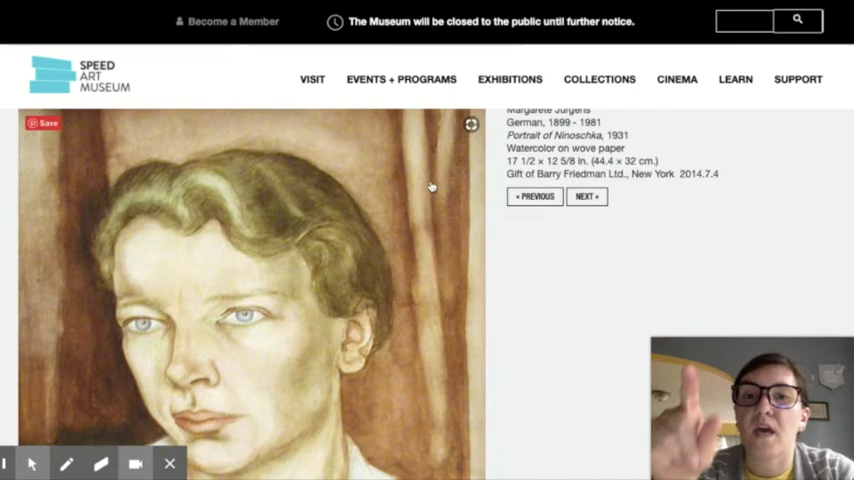 Become a Member
The Museum will be closed to the public until further notice.
SPEED
ART
MUSEUM
VISIT
EVENTS + PROGRAMS
EXHIBITIONS
COLLECTIONS
CINEMA
LEARN
SUPPORT
Save
Margarete Jürgens
German, 1899 - 1981
Portrait of Ninoschka, 1931
Watercolor on wove paper
17 1/2 × 12 5/8 in. (44.4 × 32 cm.)
Gift of Barry Friedman Ltd., New York 2014.7.4
« PREVIOUS
NEXT »